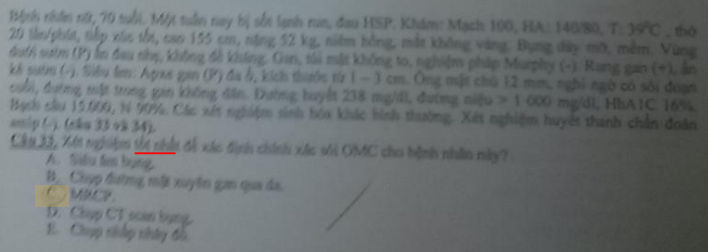 Bệnh nhân nữ, 70 tuổi. Một tuần nay bị sốt lạnh run, đau HSP. Khám: Mạch 100, HA: 140/80, T: 39°C, thở
20 lần/phút, tiếp xúc tốt, cao 155 cm, nặng 52 kg, niêm hồng, mắt không vàng. Bụng dày mỡ, mềm. Vùng
dưới sườn (P) ấn đau nhẹ, không đề kháng. Gan, túi mật không to, nghiệm pháp Murphy (-). Rung gan (+), ấn
kẽ sườn (-). Siêu âm: Apxe gan (P) đa ổ, kích thước từ 1 - 3 cm. Ống mật chủ 12 mm, nghi ngờ có sỏi đoạn
cuối, đường mật trong gan không dãn. Đường huyết 238 mg/dl, đường niệu > 1 000 mg/dl, HbA1C 16%.
Bạch cầu 15.000, N 90%. Các xét nghiệm sinh hóa khác bình thường. Xét nghiệm huyết thanh chẩn đoán
amip (-). (câu 33 và 34).
Câu 33. Xét nghiệm tốt nhất để xác định chính xác sỏi OMC cho bệnh nhân này?
A. Siêu âm bụng.
B. Chụp đường mật xuyên gan qua da.
C. MRCP.
D. Chụp CT scan bụng.
E. Chụp nhấp nháy đồ.